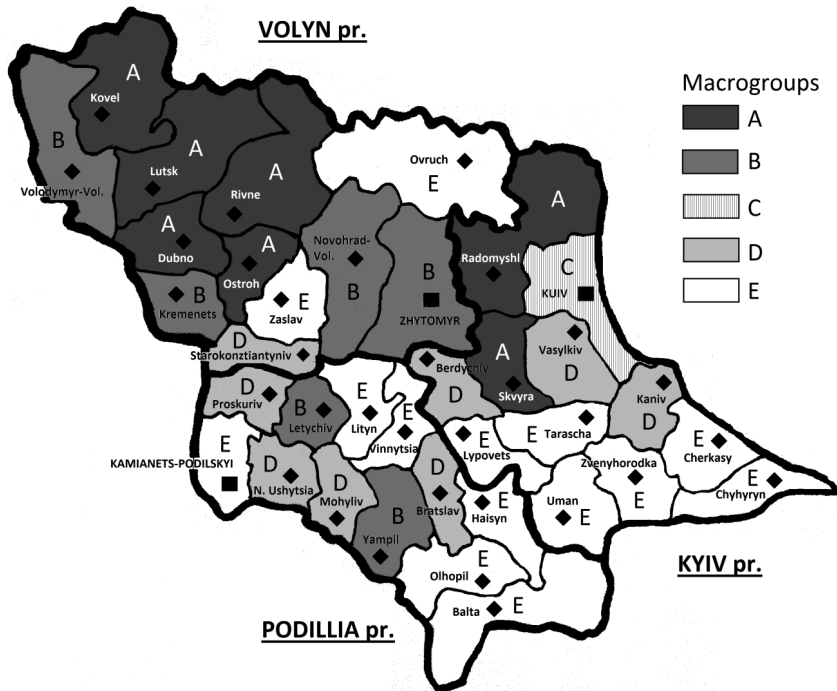 VOLYN pr.
Macrogroups
A
B
C
D
E
A
Kovel
B
Volodymyr-Vol.
A
Lutsk
A
Rivne
Ovruch
E
A
A
Dubno
A
Ostroh
Novohrad-
Vol.
B
B
ZHYTOMYR
Radomyshl
C
KUIV
B
Kremenets
E
Zaslav
D
Starokonztiantyniv
D
Berdychiv
A
Skvyra
Vasylkiv
D
Kaniv
D
D
Proskuriv
B
Letychiv
E
Lityn
E
Vinnytsia
E
Lypovets
E
Tarascha
E
Cherkasy
E
Chyhyryn
Zvenyhorodka
E
Uman
E
E
KAMIANETS-PODILSKYI
D
N. Ushytsia
D
Mohyliv
B
Yampil
D
Bratslav
E
Haisyn
E
Olhopil
E
Balta
KYIV pr.
PODILLIA pr.